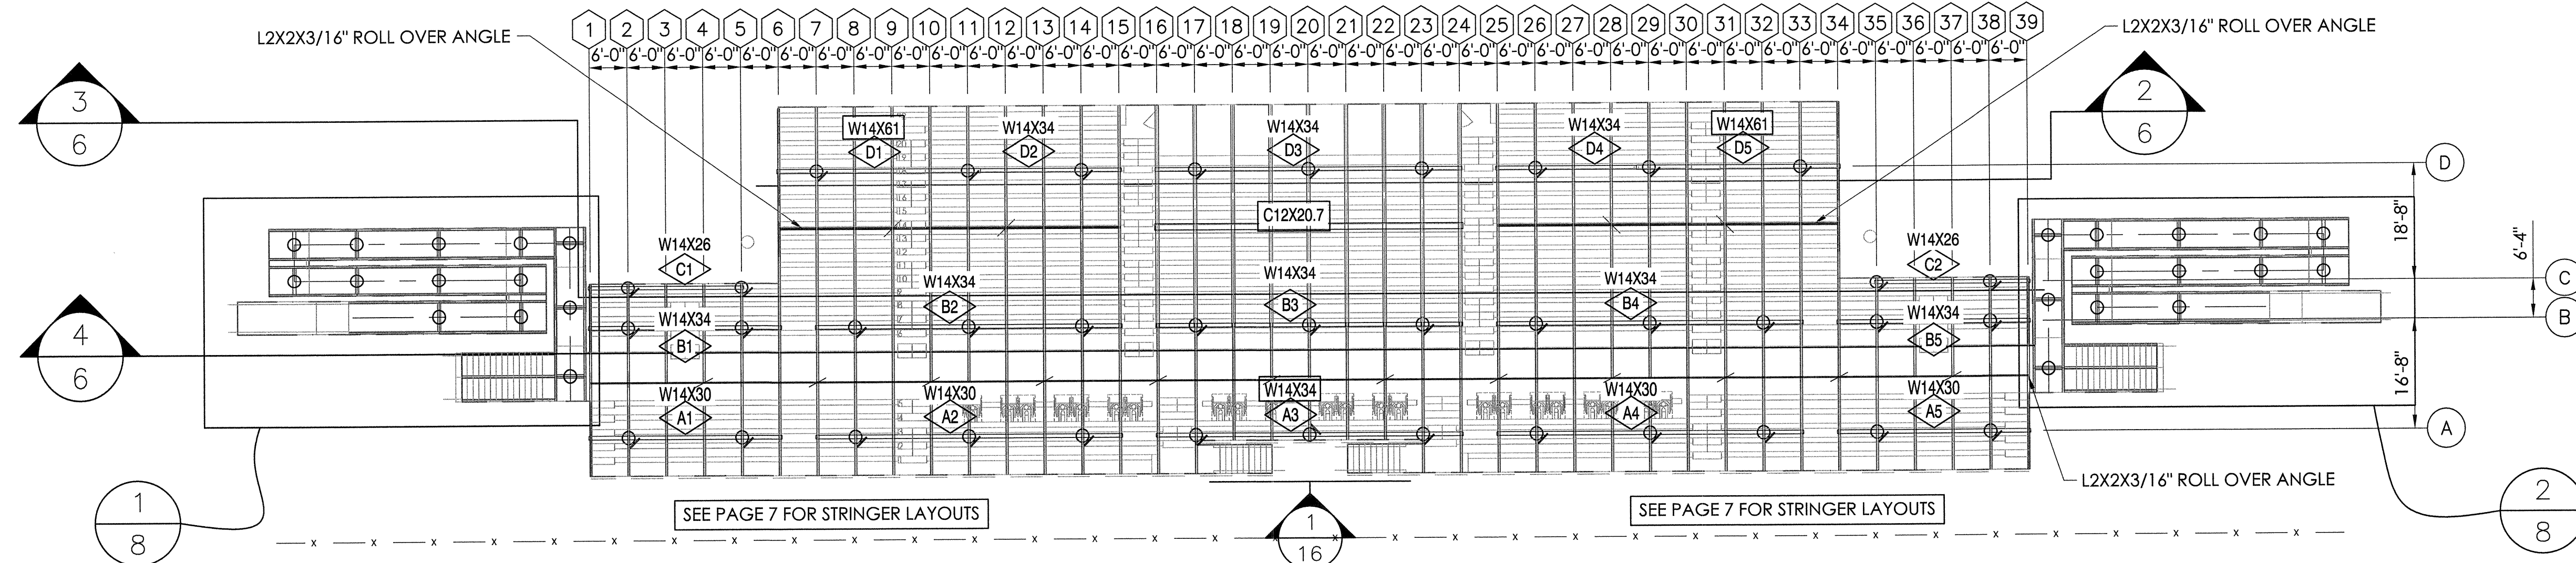 1 2 3 4 5 6 7 8 9 10 11 12 13 14 15 16 17 18 19 20 21 22 23 24 25 26 27 28 29 30 31 32 33 34 35 36 37 38 39
L2X2X3/16" ROLL OVER ANGLE
L2X2X3/16" ROLL OVER ANGLE
6'-0" 6'-0" 6'-0" 6'-0" 6'-0" 6'-0" 6'-0" 6'-0" 6'-0" 6'-0" 6'-0" 6'-0" 6'-0" 6'-0" 6'-0" 6'-0" 6'-0" 6'-0" 6'-0" 6'-0" 6'-0" 6'-0" 6'-0" 6'-0" 6'-0" 6'-0" 6'-0" 6'-0" 6'-0" 6'-0" 6'-0" 6'-0" 6'-0" 6'-0" 6'-0" 6'-0" 6'-0" 6'-0"
3
6
2
6
W14X61
D1
W14X34
D2
W14X34
D3
W14X34
D4
W14X61
D5
D
C12X20.7
18'-8"
6'-4"
W14X26
C1
W14X26
C2
C
W14X34
B2
W14X34
B3
W14X34
B4
W14X34
B1
W14X34
B5
B
4
6
16'-8"
W14X30
A1
W14X30
A2
W14X34
A3
W14X30
A4
W14X30
A5
A
L2X2X3/16" ROLL OVER ANGLE
1
8
SEE PAGE 7 FOR STRINGER LAYOUTS
1
16
SEE PAGE 7 FOR STRINGER LAYOUTS
2
8